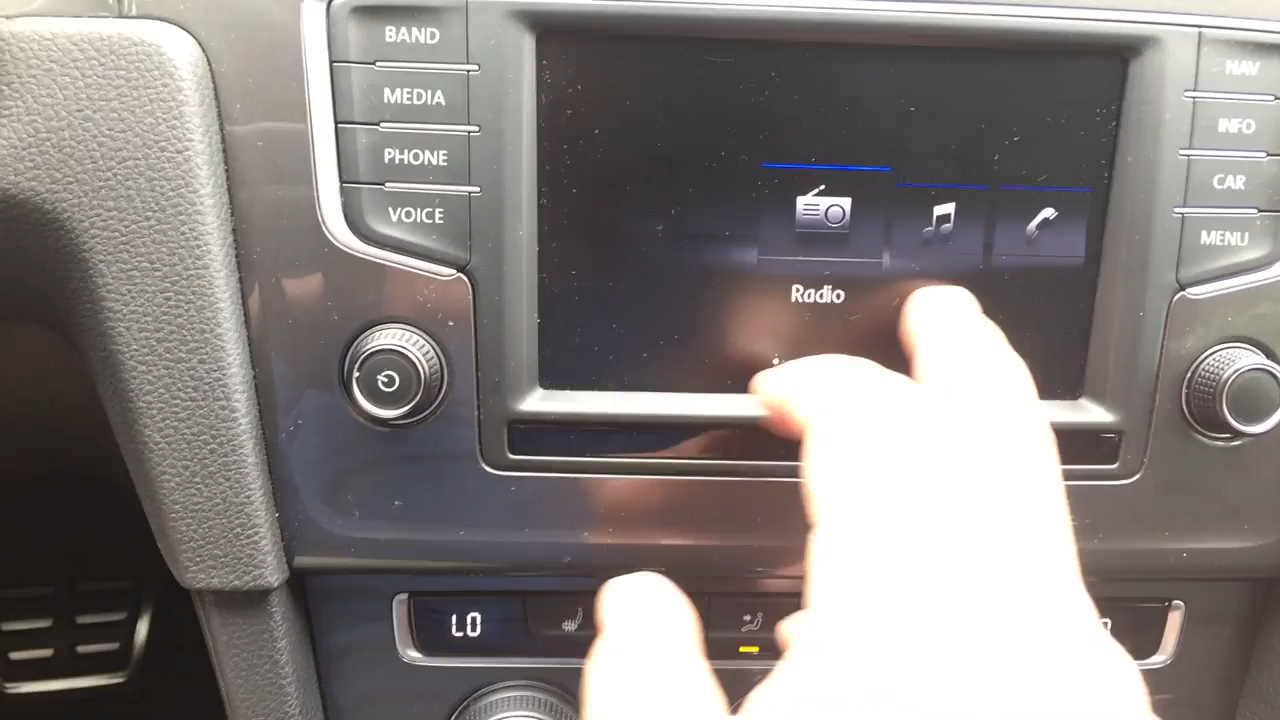 BAND
MEDIA
PHONE
VOICE
NAV
INFO
CAR
MENU
Radio
LO